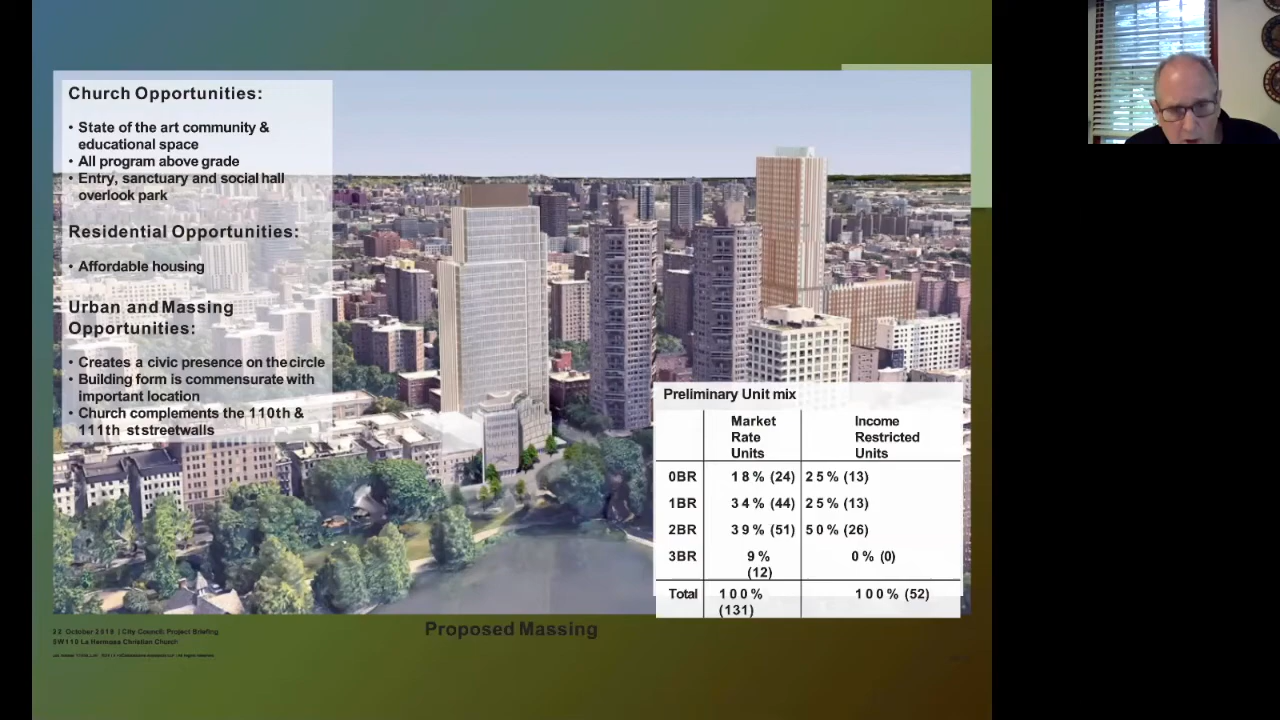 Church Opportunities:
• State of the art community &
educational space
• All program above grade
• Entry, sanctuary and social hall
overlook park
Residential Opportunities:
• Affordable housing
Urban and Massing
Opportunities:
• Creates a civic presence on the circle
• Building form is commensurate with
important location
• Church complements the 110th &
111th st streetwalls
Preliminary Unit mix
Market Rate Units
Income Restricted Units
0BR 18% (24) 25% (13)
1BR 34% (44) 25% (13)
2BR 39% (51) 50% (26)
3BR 9% (12) 0% (0)
Total 100% (131) 100% (52)
Proposed Massing
22 October 2019 | City Council Project Briefing
5W110 La Hermosa Christian Church